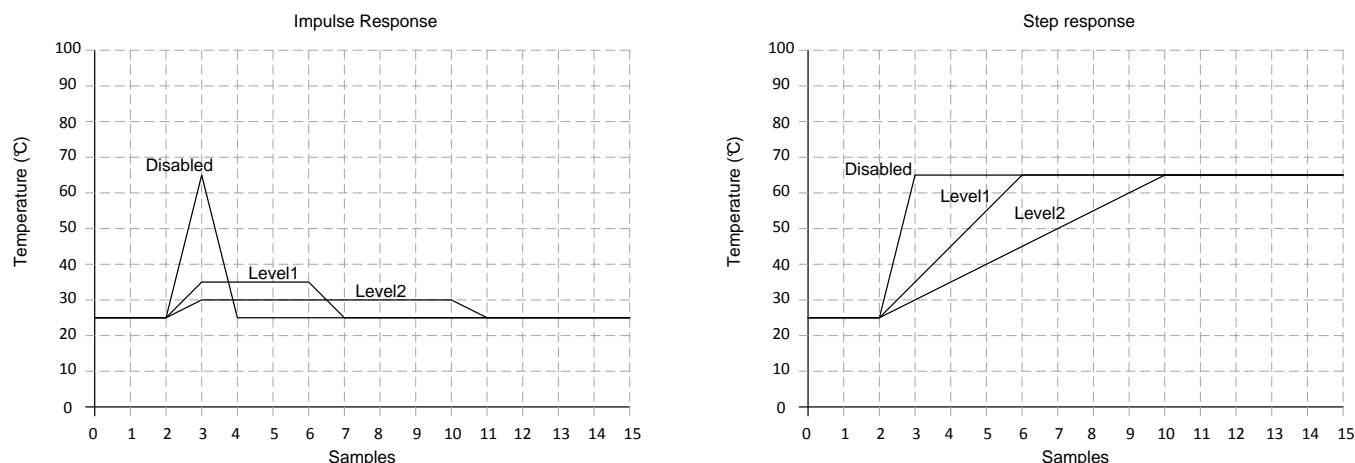 Impulse Response
100
90
80
70
60
50
40
30
20
10
0
Temperature (℃)
Disabled
Level1
Level2
0 1 2 3 4 5 6 7 8 9 10 11 12 13 14 15
Samples
Step response
100
90
80
70
60
50
40
30
20
10
0
Temperature (℃)
Disabled
Level1
Level2
0 1 2 3 4 5 6 7 8 9 10 11 12 13 14 15
Samples